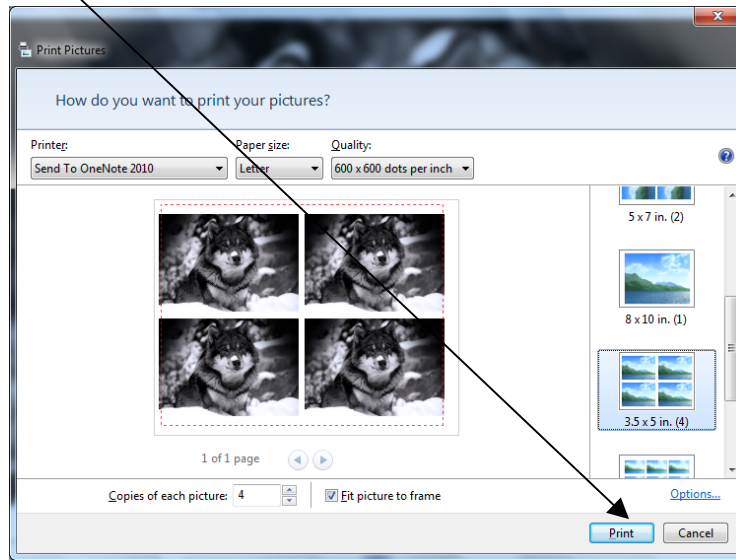 Print Pictures
How do you want to print your pictures?
Printer: Paper size: Quality:
Send To OneNote 2010 Letter 600 x 600 dots per inch
5 x 7 in. (2)
8 x 10 in. (1)
3.5 x 5 in. (4)
1 of 1 page
Copies of each picture: 4 Fit picture to frame Options...
Print Cancel